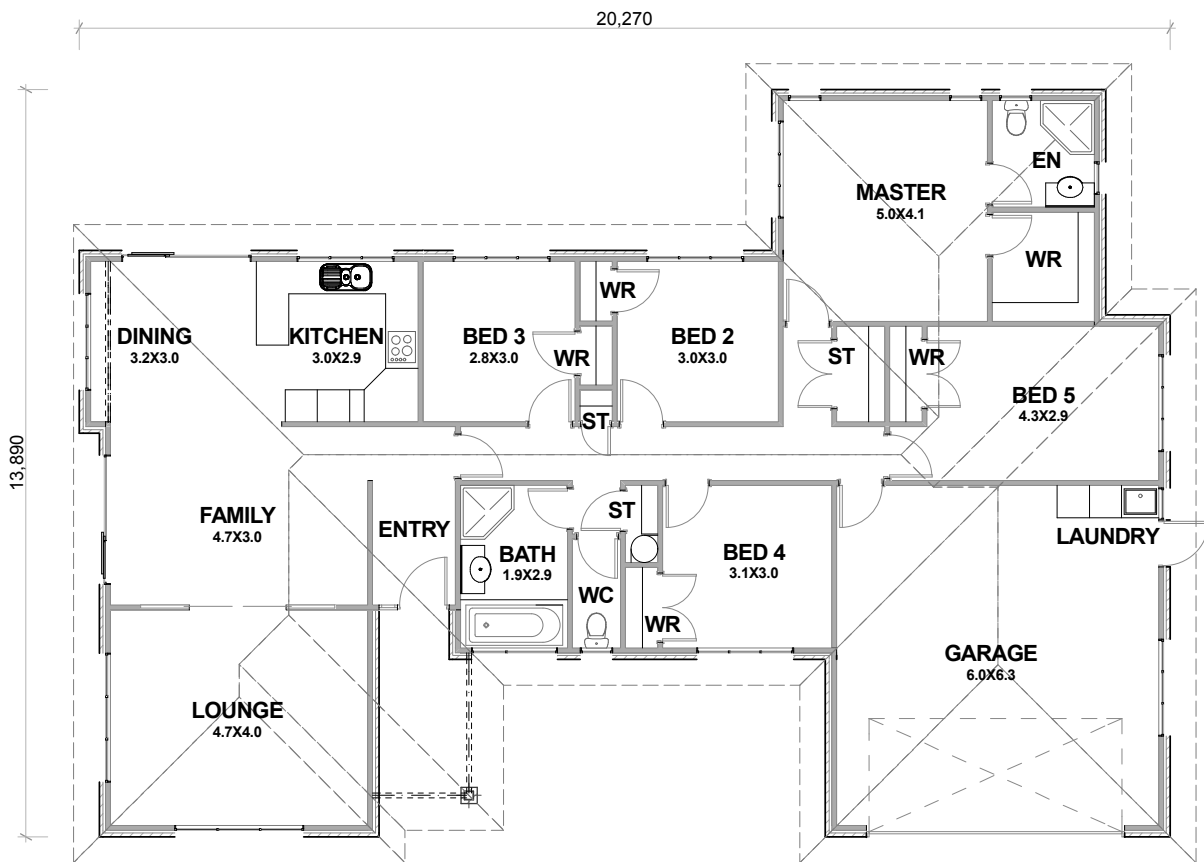 20,270
13,890
MASTER
5.0X4.1
EN
WR
DINING
3.2X3.0
KITCHEN
3.0X2.9
BED 3
2.8X3.0
WR
WR
BED 2
3.0X3.0
ST
ST
WR
BED 5
4.3X2.9
FAMILY
4.7X3.0
ENTRY
BATH
1.9X2.9
ST
WC
WR
BED 4
3.1X3.0
LAUNDRY
GARAGE
6.0X6.3
LOUNGE
4.7X4.0